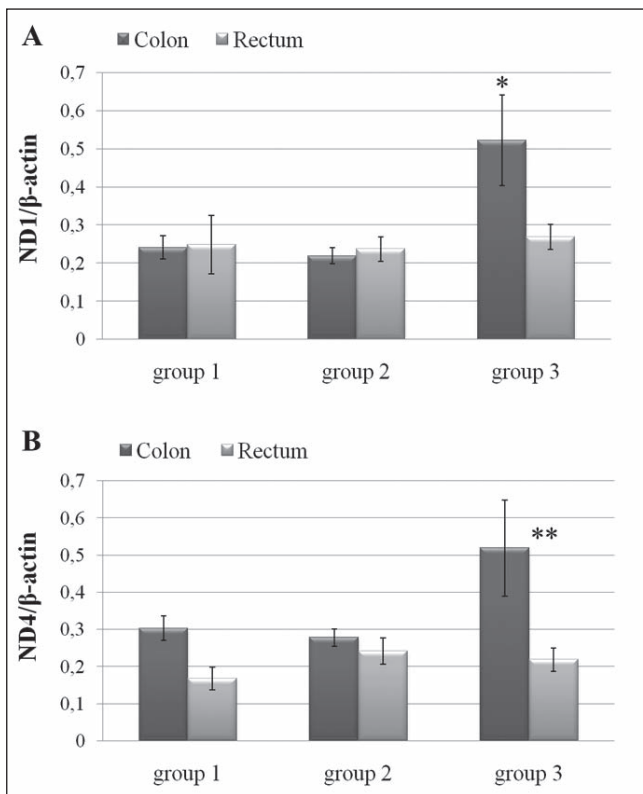 A
Colon Rectum
0,7
0,6
0,5
0,4
0,3
0,2
0,1
0
ND1/β-actin
*
group 1 group 2 group 3
B
Colon Rectum
0,7
0,6
0,5
0,4
0,3
0,2
0,1
0
ND4/β-actin
**
group 1 group 2 group 3